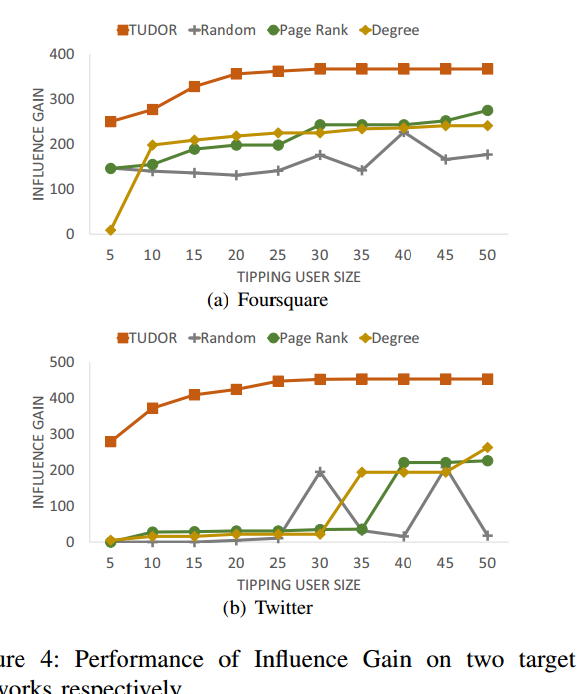 TUDOR Random Page Rank Degree
400
300
200
100
0
INFLUENCE GAIN
5 10 15 20 25 30 35 40 45 50
TIPPING USER SIZE
(a) Foursquare
TUDOR Random Page Rank Degree
500
400
300
200
100
0
INFLUENCE GAIN
5 10 15 20 25 30 35 40 45 50
TIPPING USER SIZE
(b) Twitter
ure 4: Performance of Influence Gain on two target
works respectively